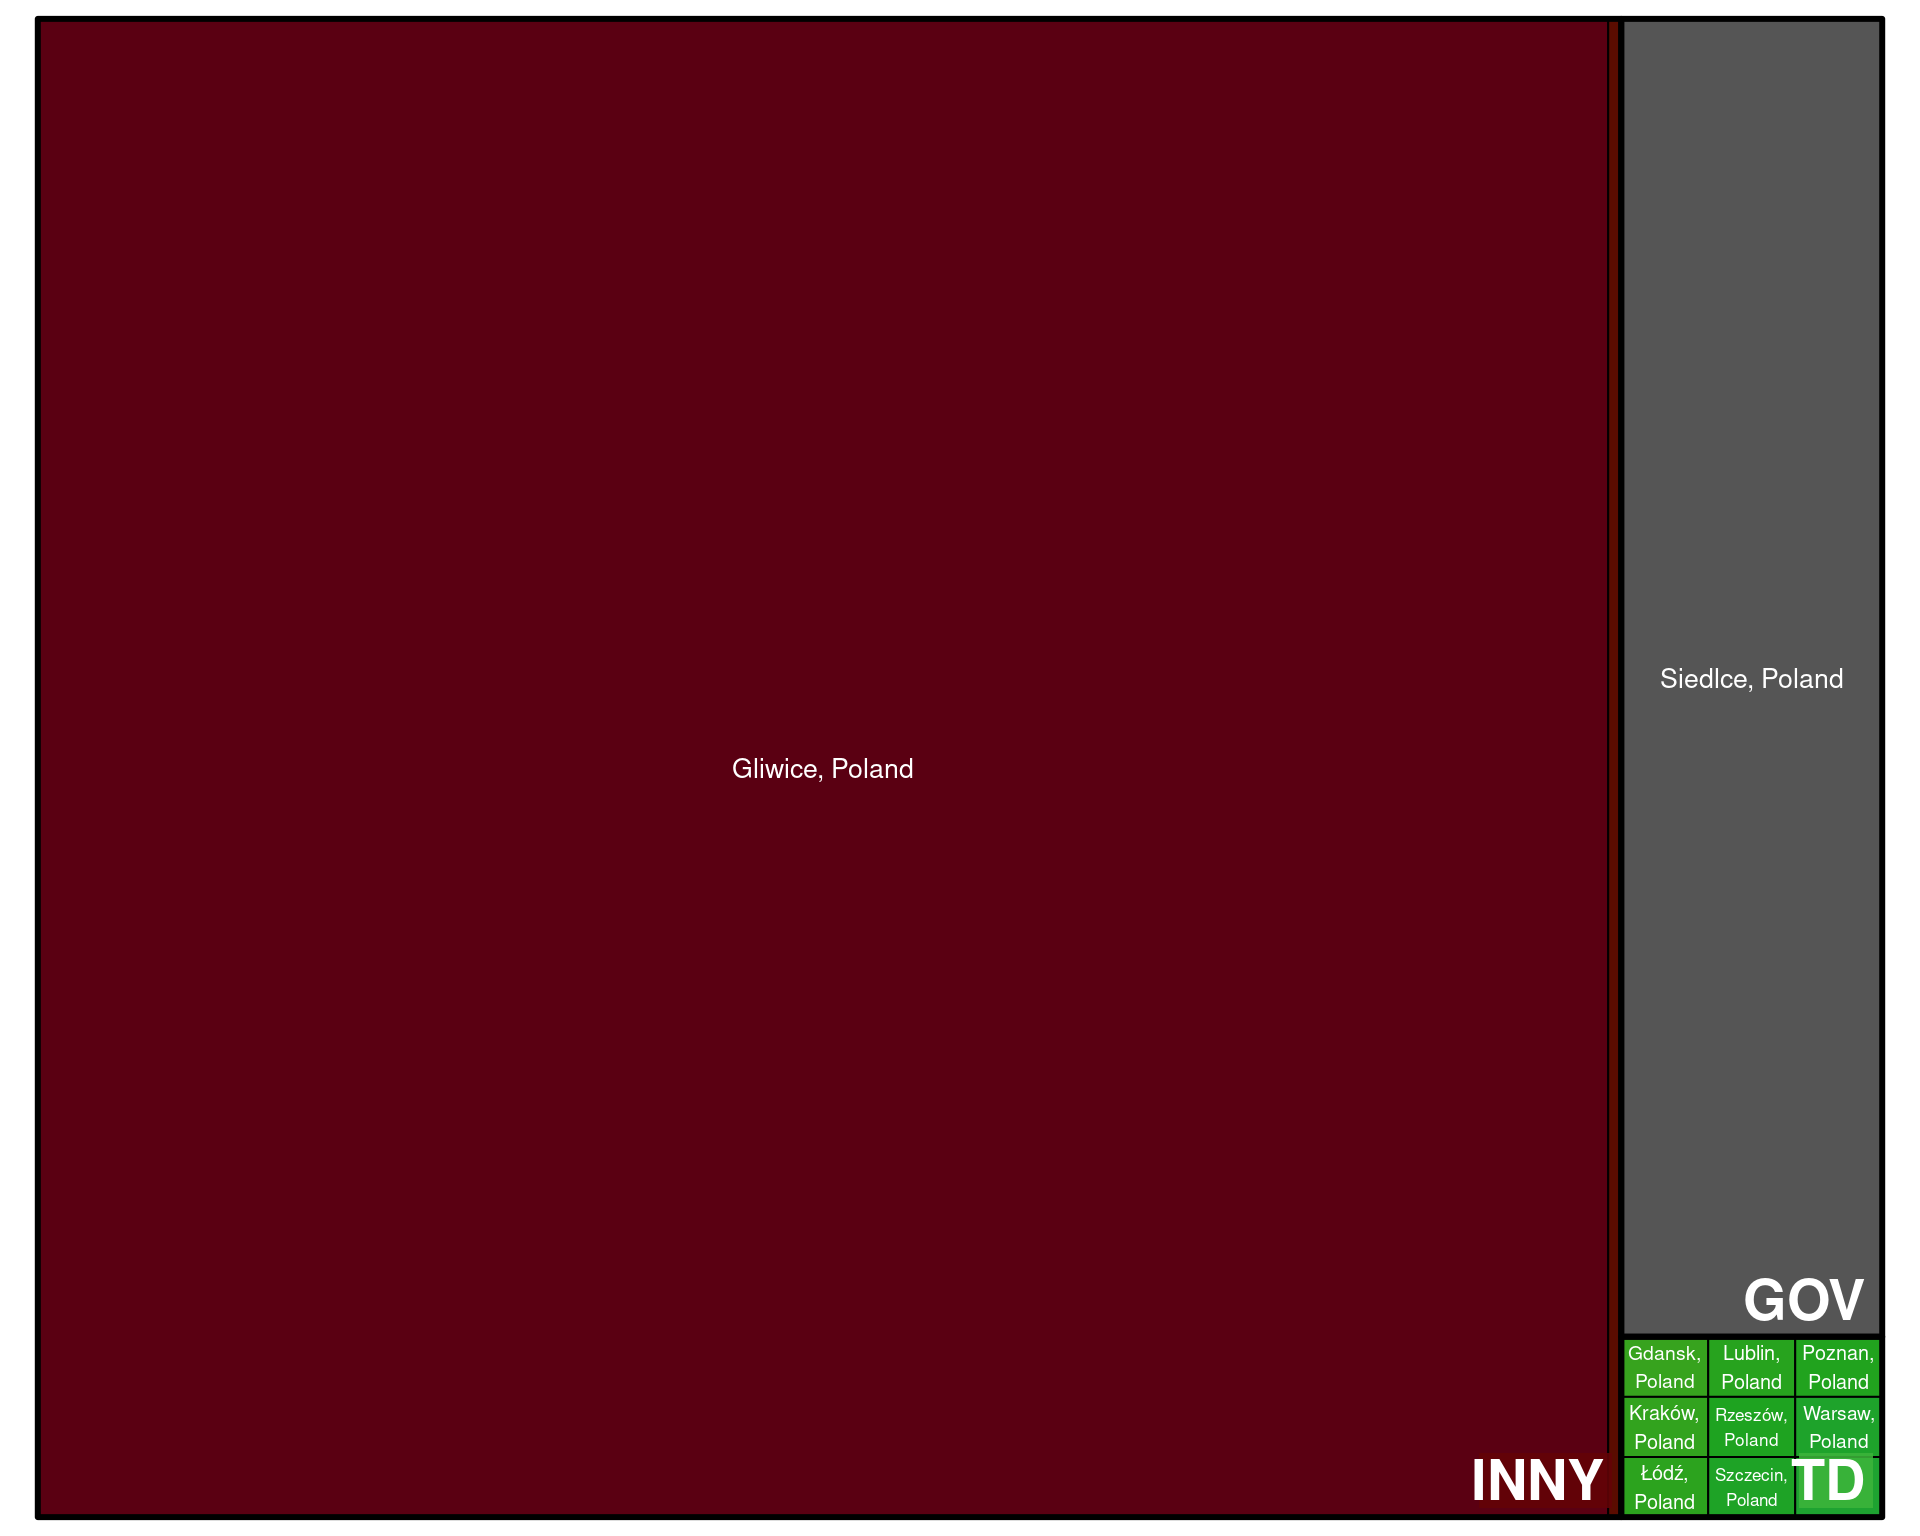 Gliwice, Poland
INNY
Siedlce, Poland
GOV
Gdansk,
Poland
Lublin,
Poland
Poznan,
Poland
Kraków,
Poland
Rzeszów,
Poland
Warsaw,
Poland
Łódź,
Poland
Szczecin,
Poland
TD